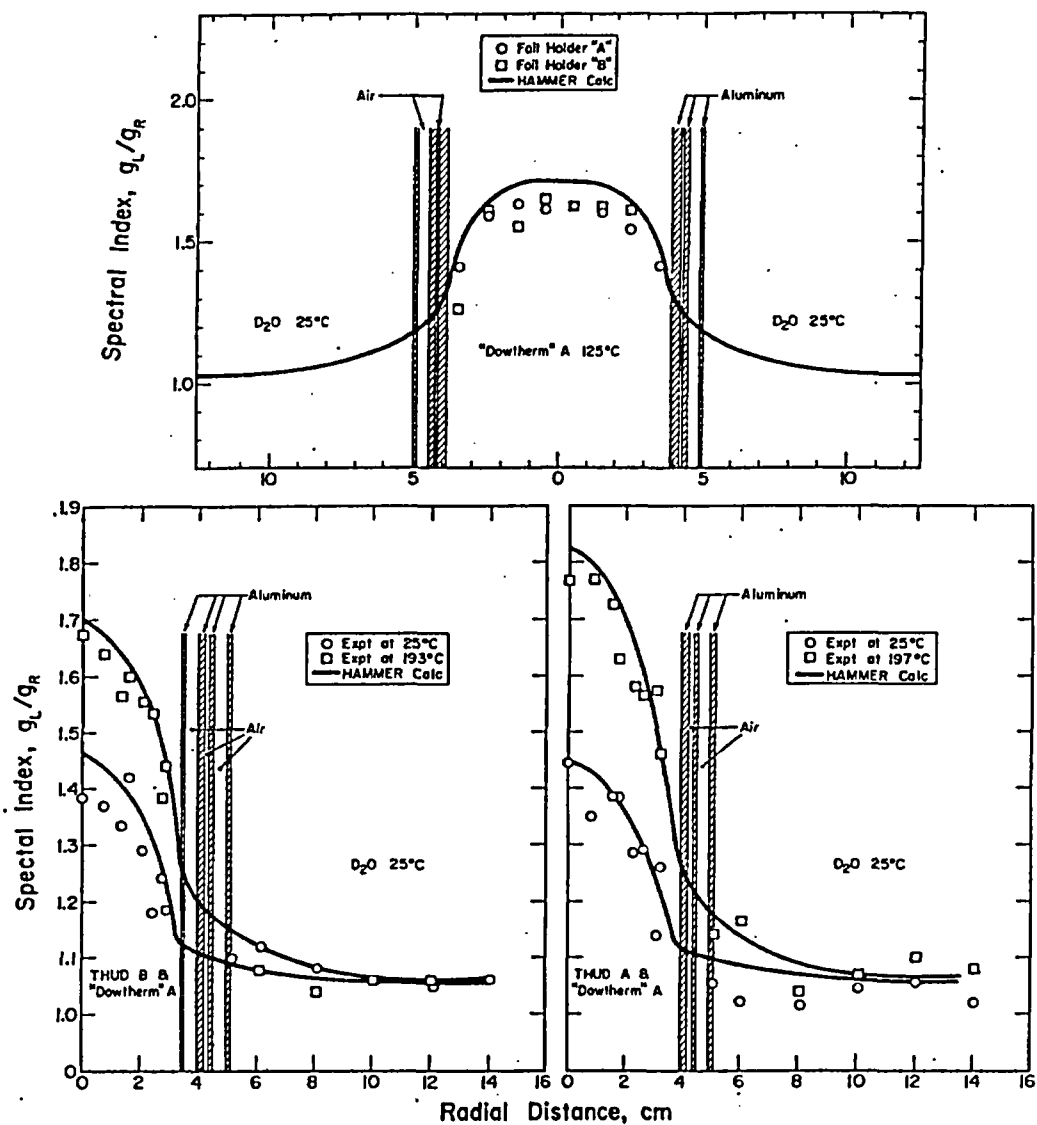 Foil Holder "A"
Foil Holder "B"
HAMMER Calc
Air
Aluminum
2.0
1.5
1.0
Spectral Index, gL/gR
D2O 25°C
"Dowtherm" A 125°C
D2O 25°C
10 5 0 5 10
1.9
1.8
1.7
1.6
1.5
1.4
1.3
1.2
1.1
1.0
0
Spectal Index, gL/gR
Aluminum
Expt at 25°C
Expt at 193°C
HAMMER Calc
Air
D2O 25°C
THUD B &
"Dowtherm" A
0 2 4 6 8 10 12 14 16
Aluminum
Expt at 25°C
Expt at 197°C
HAMMER Calc
Air
D2O 25°C
THUD A &
"Dowtherm" A
0 2 4 6 8 10 12 14 16
Radial Distance, cm